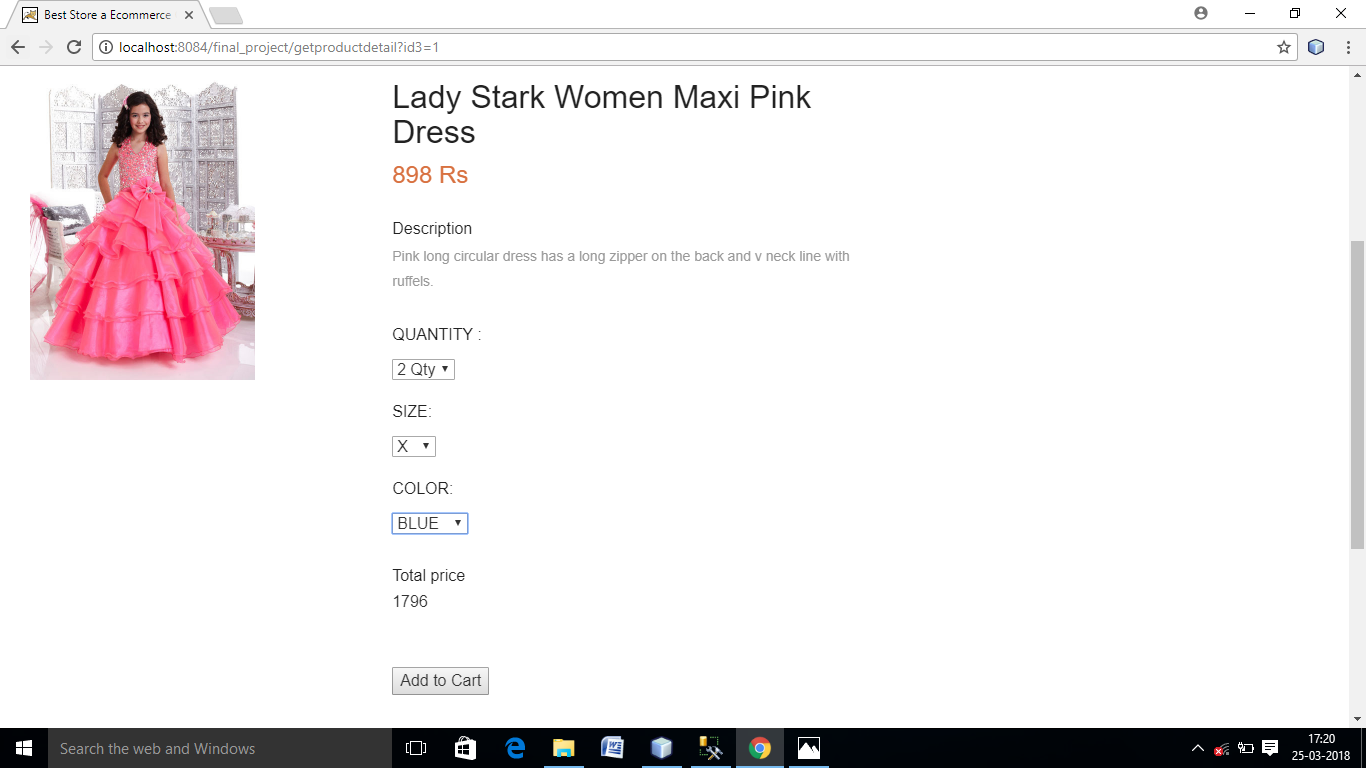 Best Store a Ecommerce
localhost:8084/final_project/getproductdetail?id3=1
Lady Stark Women Maxi Pink
Dress
898 Rs
Description
Pink long circular dress has a long zipper on the back and v neck line with
ruffels.
QUANTITY :
2 Qty
SIZE:
X
COLOR:
BLUE
Total price
1796
Add to Cart
Search the web and Windows
17:20
25-03-2018